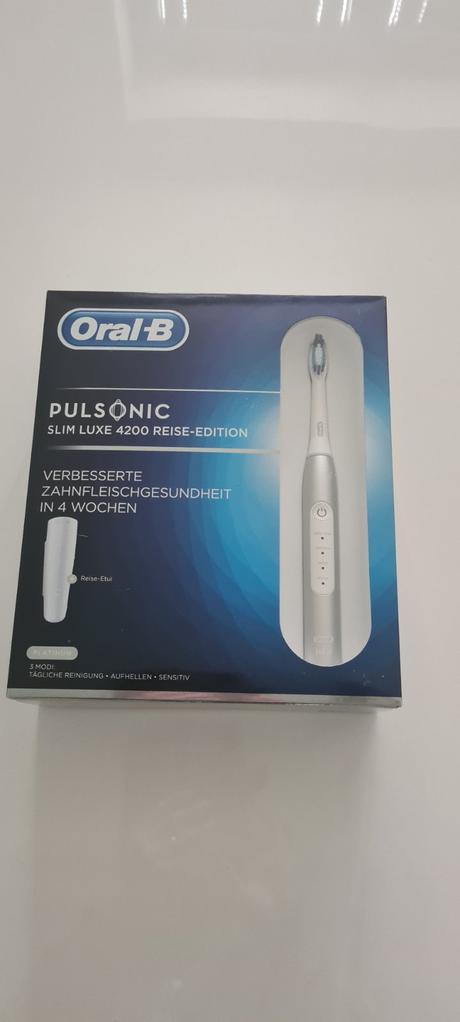 Oral-B
PULSONIC
SLIM LUXE 4200 REISE-EDITION
VERBESSERTE
ZAHNFLEISCHGESUNDHEIT
IN 4 WOCHEN
Reise-Etui
PLATINUM
3 MODI:
TÄGLICHE REINIGUNG • AUFHELLEN • SENSITIV